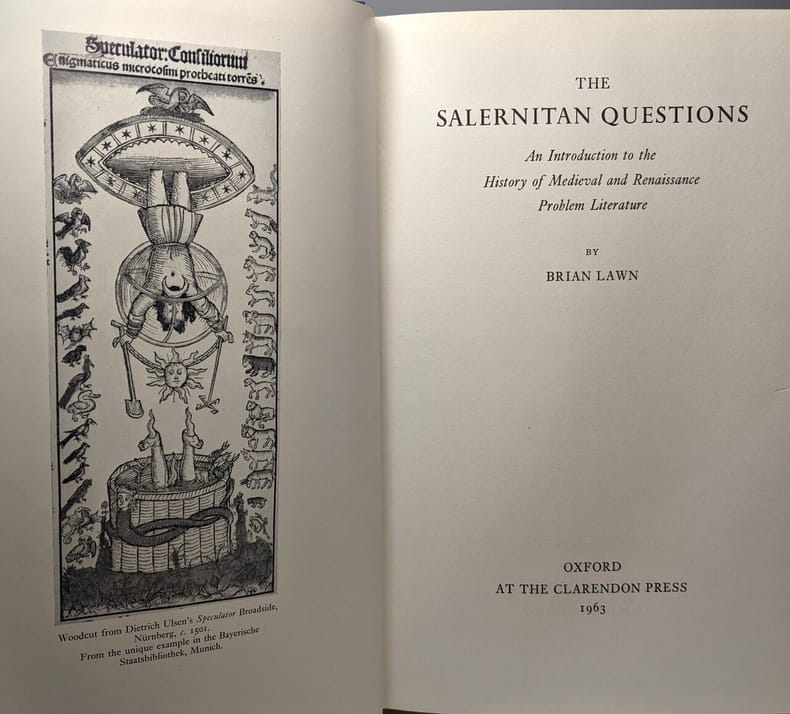 Speculator: Consiliorum
Enigmaticus microcosmi protheati torrēs:,
Woodcut from Dietrich Ulsen's Speculator Broadside,
Nürnberg, c. 1501.
From the unique example in the Bayerische
Staatsbibliothek, Munich.
THE
SALERNITAN QUESTIONS
An Introduction to the
History of Medieval and Renaissance
Problem Literature
BY
BRIAN LAWN
OXFORD
AT THE CLARENDON PRESS
1963